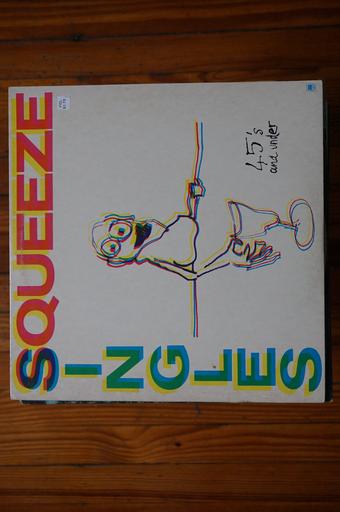 SQUEEZE
SINGLES
45's
and under